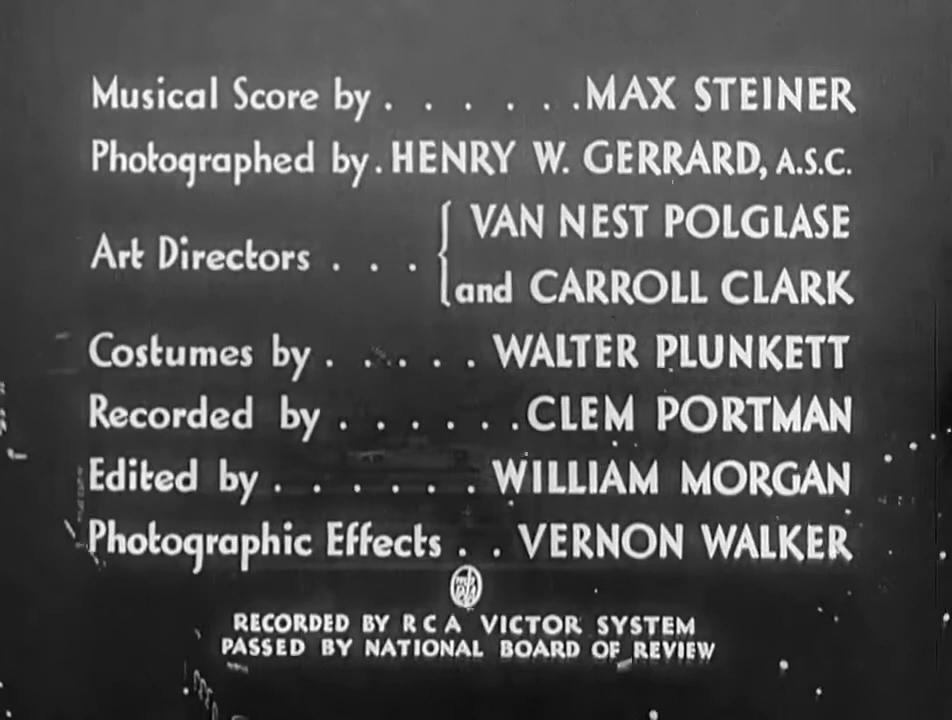 Musical Score by . . . . . . . MAX STEINER
Photographed by . HENRY W. GERRARD, A.S.C.
Art Directors . . . { VAN NEST POLGLASE
and CARROLL CLARK
Costumes by . . . . . WALTER PLUNKETT
Recorded by . . . . . . CLEM PORTMAN
Edited by . . . . . . WILLIAM MORGAN
Photographic Effects . . VERNON WALKER
RECORDED BY R C A VICTOR SYSTEM
PASSED BY NATIONAL BOARD OF REVIEW